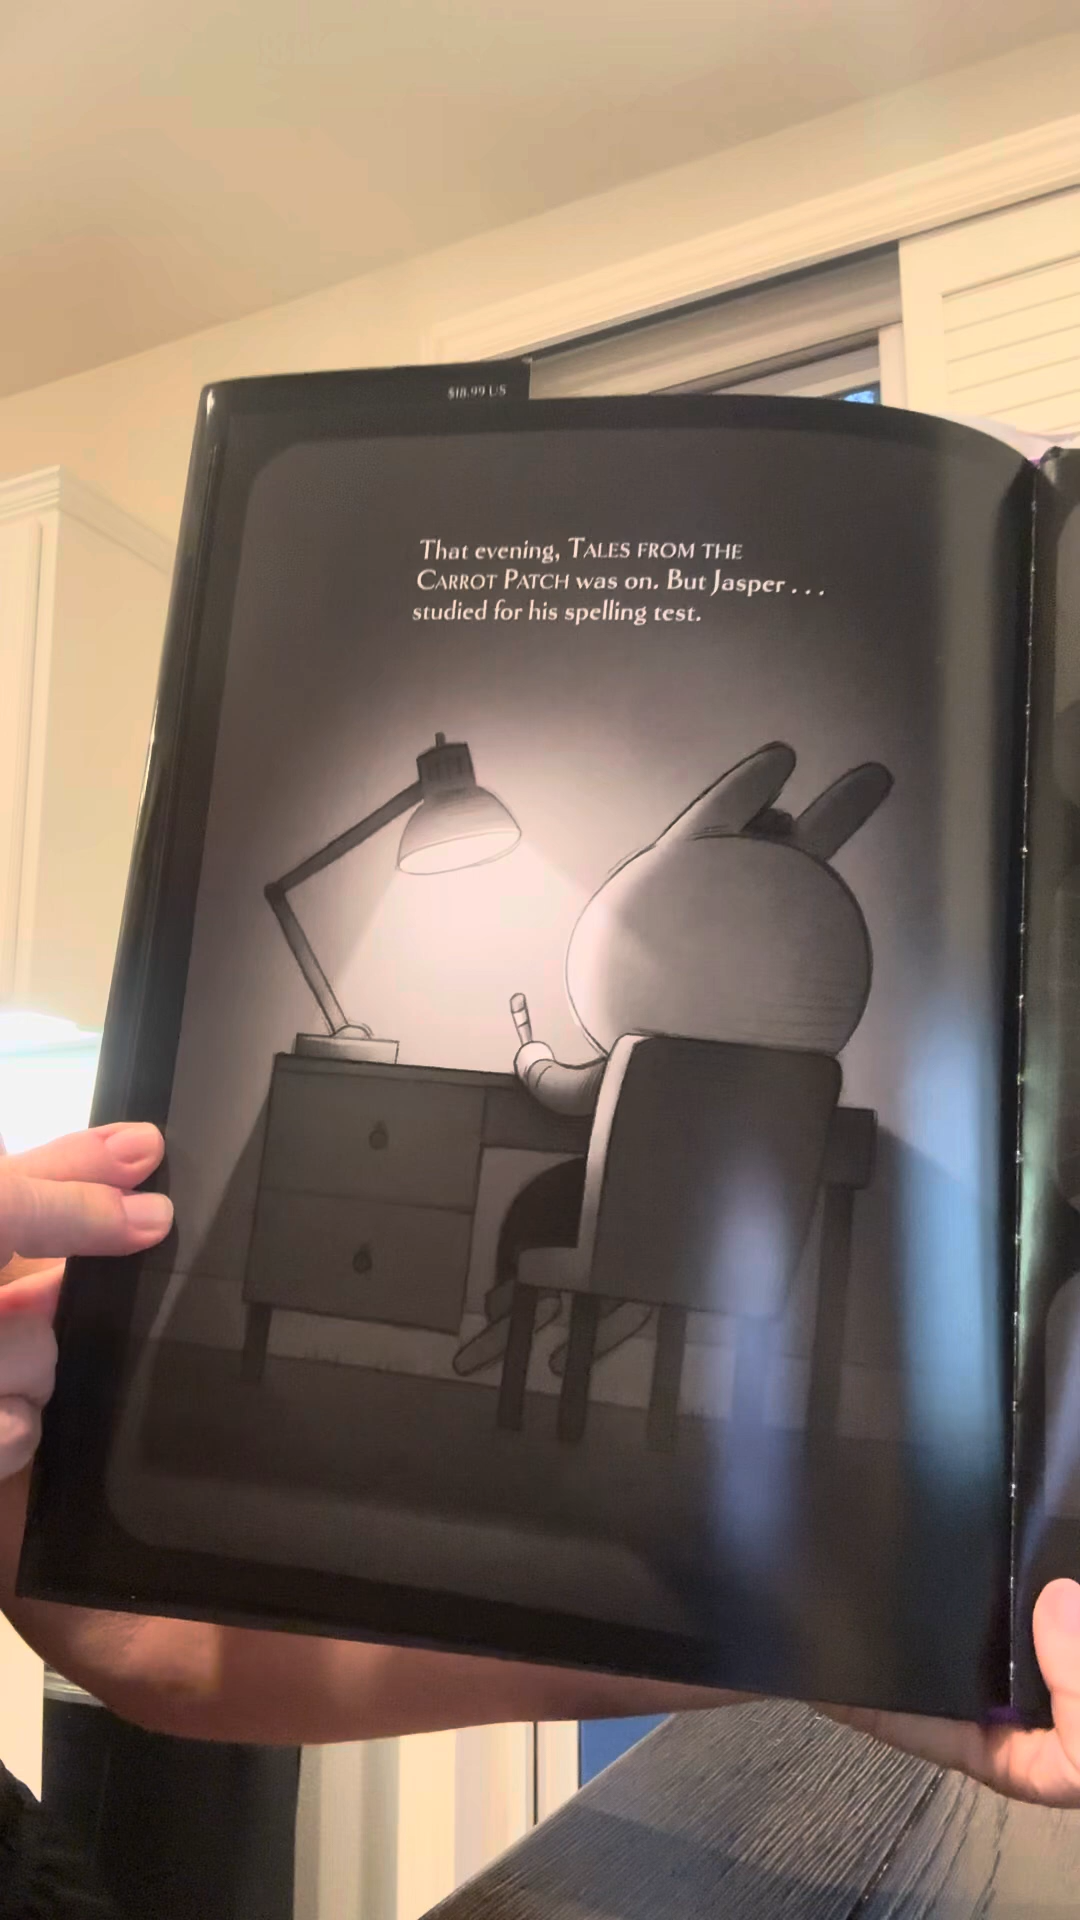 $18.99 US
That evening, TALES FROM THE
CARROT PATCH was on. But Jasper . . .
studied for his spelling test.